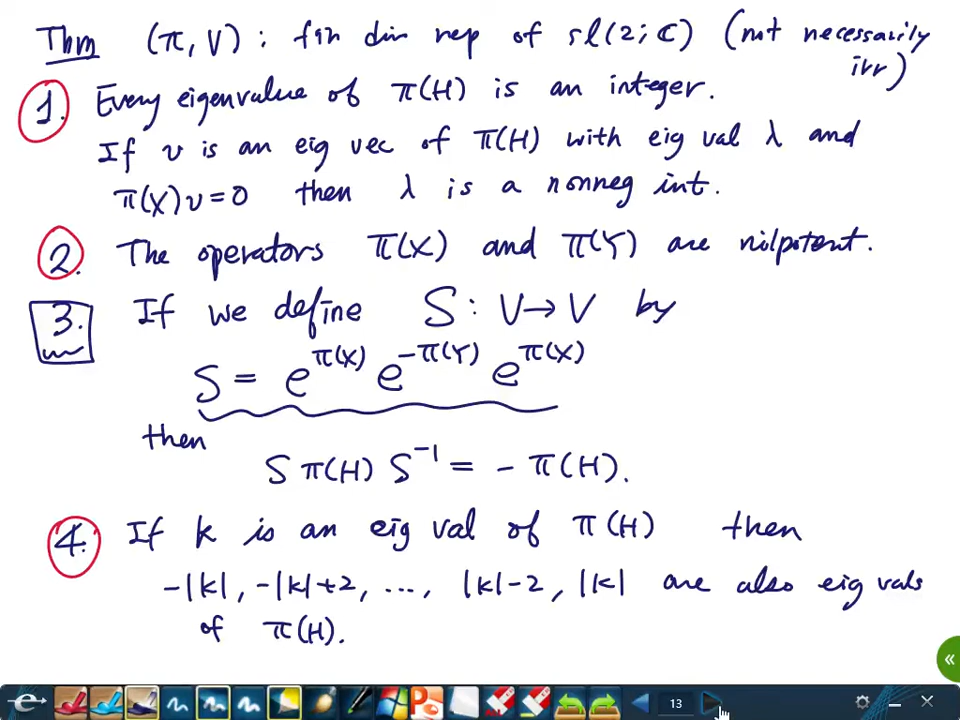 Thm (π, V) : fin dim rep of sl(2; ℂ) (not necessarily irr)
1. Every eigenvalue of π(H) is an integer.
If v is an eig vec of π(H) with eig val λ and
π(X)v = 0 then λ is a nonneg int.
2. The operators π(X) and π(Y) are nilpotent.
3. If we define S : V → V by
S = e^{π(X)} e^{-π(Y)} e^{π(X)}
then
S π(H) S^{-1} = - π(H).
4. If k is an eig val of π(H) then
-|k|, -|k|+2, ..., |k|-2, |k| are also eig vals
of π(H).
13